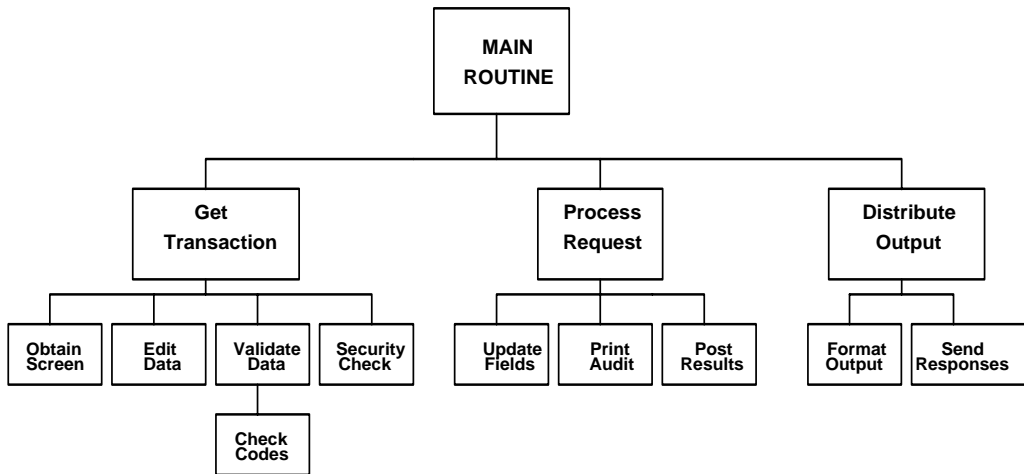 MAIN
ROUTINE
Get
Transaction
Process
Request
Distribute
Output
Obtain
Screen
Edit
Data
Validate
Data
Security
Check
Update
Fields
Print
Audit
Post
Results
Format
Output
Send
Responses
Check
Codes